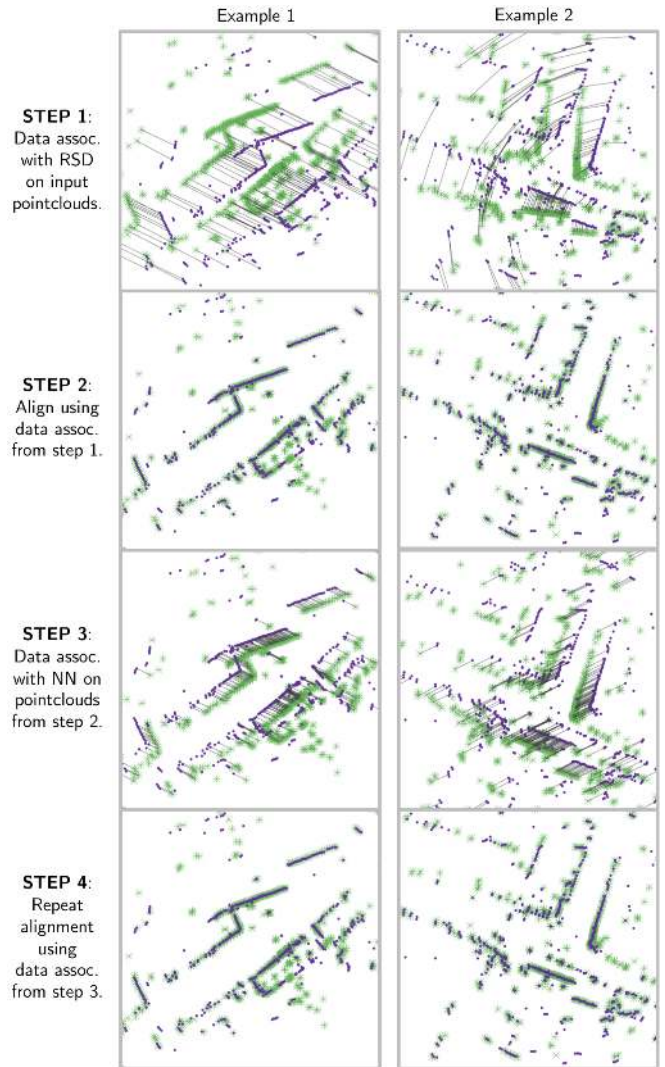 Example 1
Example 2
STEP 1:
Data assoc.
with RSD
on input
pointclouds.
STEP 2:
Align using
data assoc.
from step 1.
STEP 3:
Data assoc.
with NN on
pointclouds
from step 2.
STEP 4:
Repeat
alignment
using
data assoc.
from step 3.